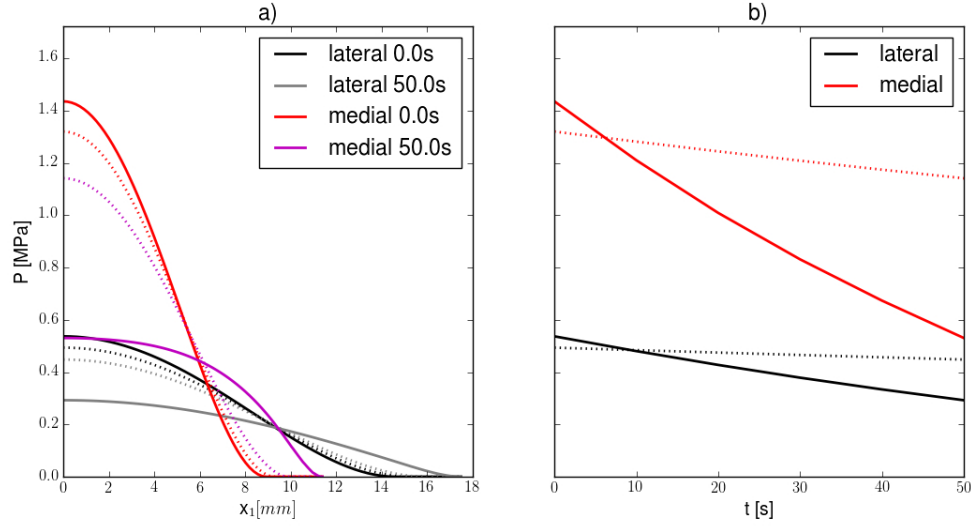 a)
1.6
1.4
1.2
1.0
0.8
0.6
0.4
0.2
0.0
P [MPa]
lateral 0.0s
lateral 50.0s
medial 0.0s
medial 50.0s
0 2 4 6 8 10 12 14 16 18
x₁[mm]
b)
lateral
medial
0 10 20 30 40 50
t [s]